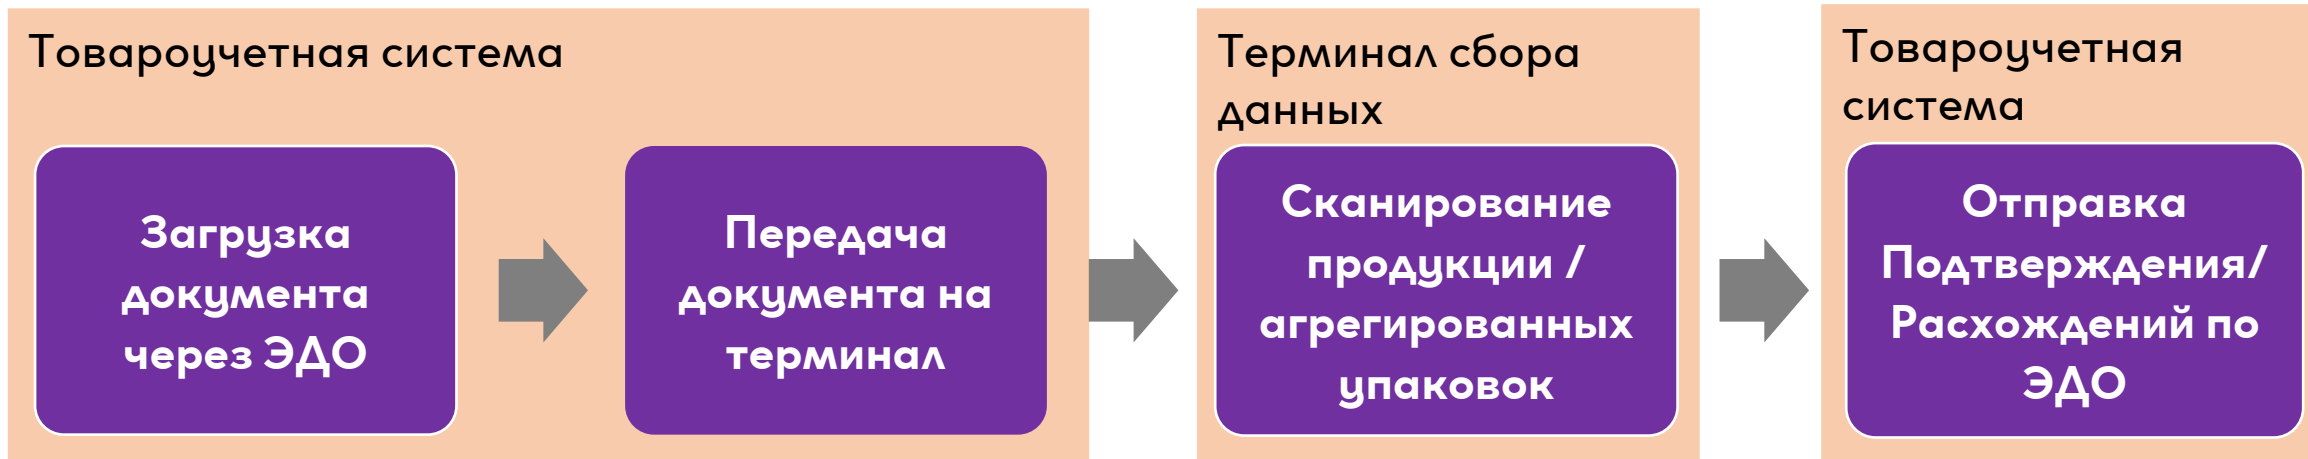 Товароучетная система
Загрузка
документа
через ЭДО
Передача
документа на
терминал
Терминал сбора
данных
Сканирование
продукции /
агрегированных
упаковок
Товароучетная
система
Отправка
Подтверждения/
Расхождений по
ЭДО